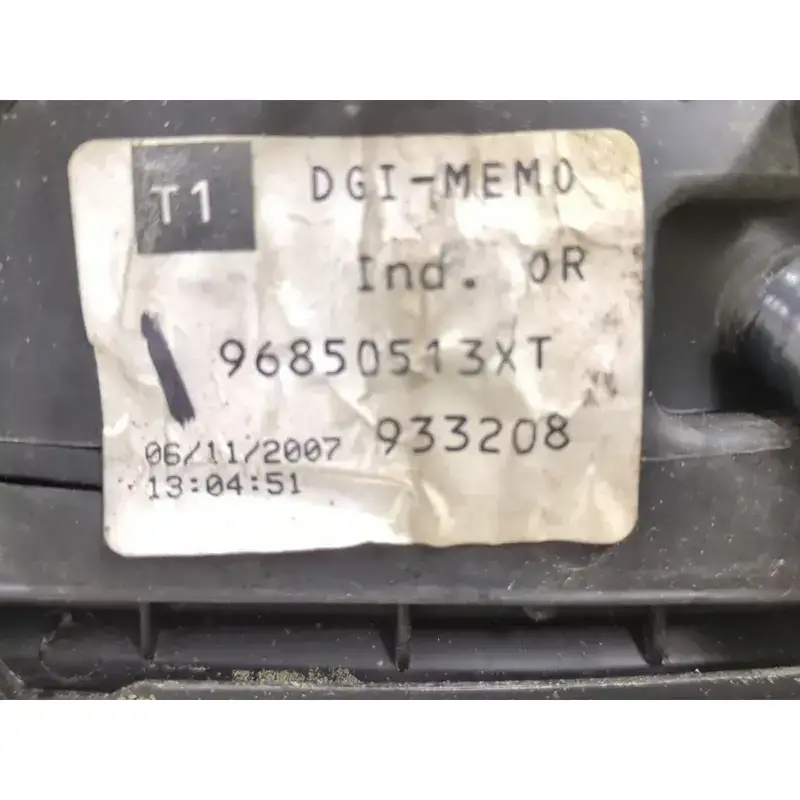 T1 DGI-MEMO
Ind. 0R
96850513XT
933208
06/11/2007
13:04:51